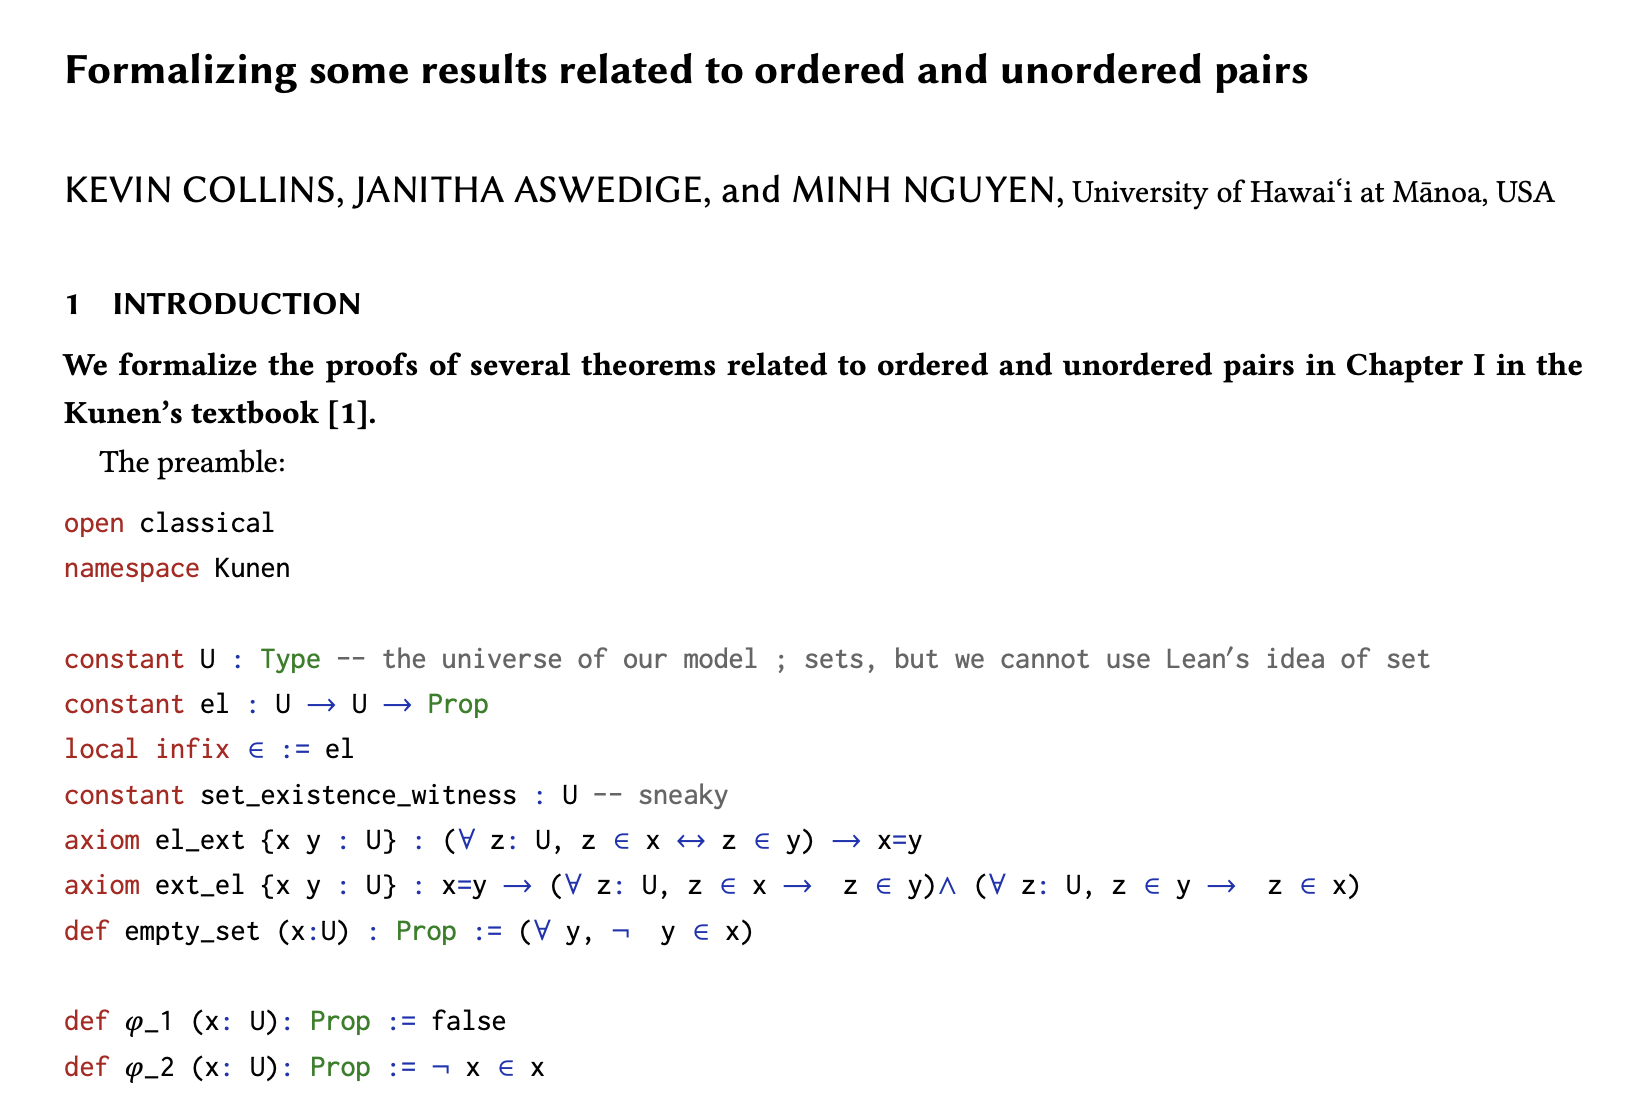 Formalizing some results related to ordered and unordered pairs
KEVIN COLLINS, JANITHA ASWEDIGE, and MINH NGUYEN, University of Hawaiʻi at Mānoa, USA
1 INTRODUCTION
We formalize the proofs of several theorems related to ordered and unordered pairs in Chapter I in the
Kunen’s textbook [1].
The preamble:
open classical
namespace Kunen
constant U : Type -- the universe of our model ; sets, but we cannot use Lean's idea of set
constant el : U → U → Prop
local infix ∈ := el
constant set_existence_witness : U -- sneaky
axiom el_ext {x y : U} : (∀ z: U, z ∈ x ↔ z ∈ y) → x=y
axiom ext_el {x y : U} : x=y → (∀ z: U, z ∈ x → z ∈ y)∧ (∀ z: U, z ∈ y → z ∈ x)
def empty_set (x:U) : Prop := (∀ y, ¬ y ∈ x)
def φ_1 (x: U): Prop := false
def φ_2 (x: U): Prop := ¬ x ∈ x